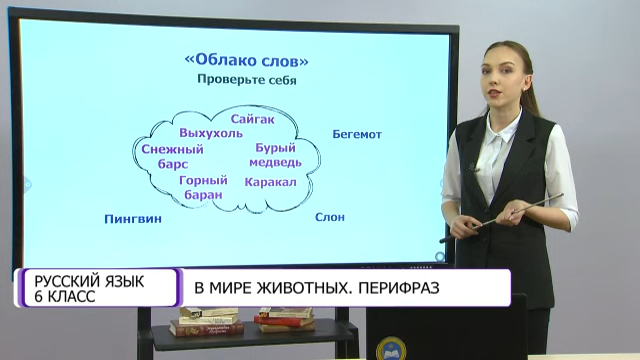 «Облако слов»
Проверьте себя
Сайгак
Выхухоль
Бегемот
Снежный
барс
Бурый
медведь
Горный
баран
Каракал
Пингвин
Слон
РУССКИЙ ЯЗЫК
6 КЛАСС
В МИРЕ ЖИВОТНЫХ. ПЕРИФРАЗ